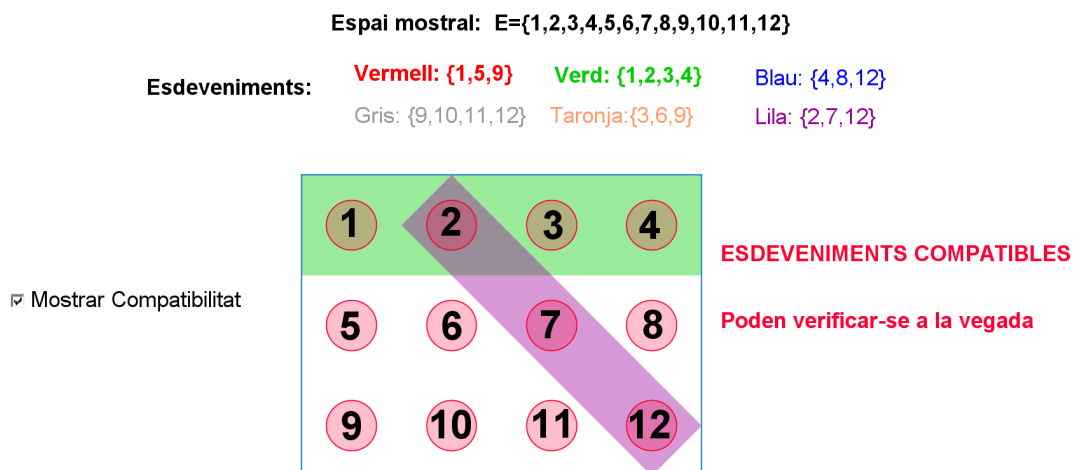 Espai mostral: E={1,2,3,4,5,6,7,8,9,10,11,12}
Esdeveniments:
Vermell: {1,5,9} Verd: {1,2,3,4} Blau: {4,8,12}
Gris: {9,10,11,12} Taronja:{3,6,9} Lila: {2,7,12}
1 2 3 4
ESDEVENIMENTS COMPATIBLES
Mostrar Compatibilitat
5 6 7 8
Poden verificar-se a la vegada
9 10 11 12